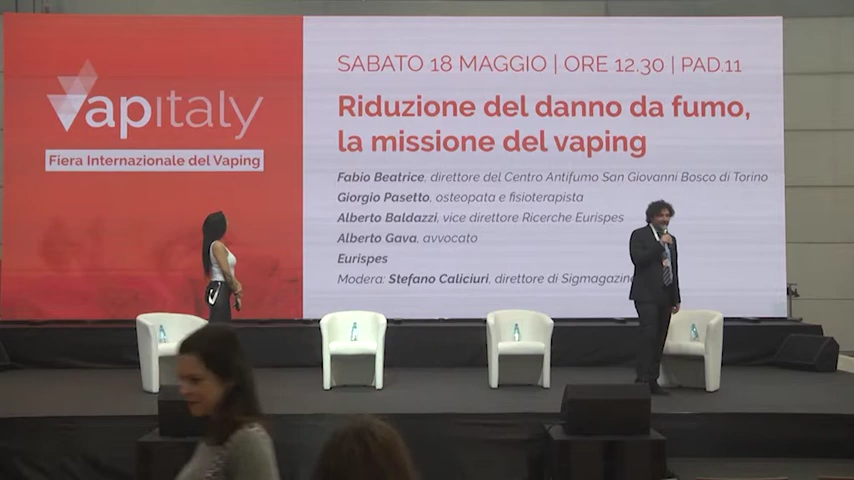 Vapitaly
Fiera Internazionale del Vaping
SABATO 18 MAGGIO | ORE 12.30 | PAD.11
Riduzione del danno da fumo,
la missione del vaping
Fabio Beatrice, direttore del Centro Antifumo San Giovanni Bosco di Torino
Giorgio Pasetto, osteopata e fisioterapista
Alberto Baldazzi, vice direttore Ricerche Eurispes
Alberto Gava, avvocato
Eurispes
Modera: Stefano Caliciuri, direttore di Sigmagazin